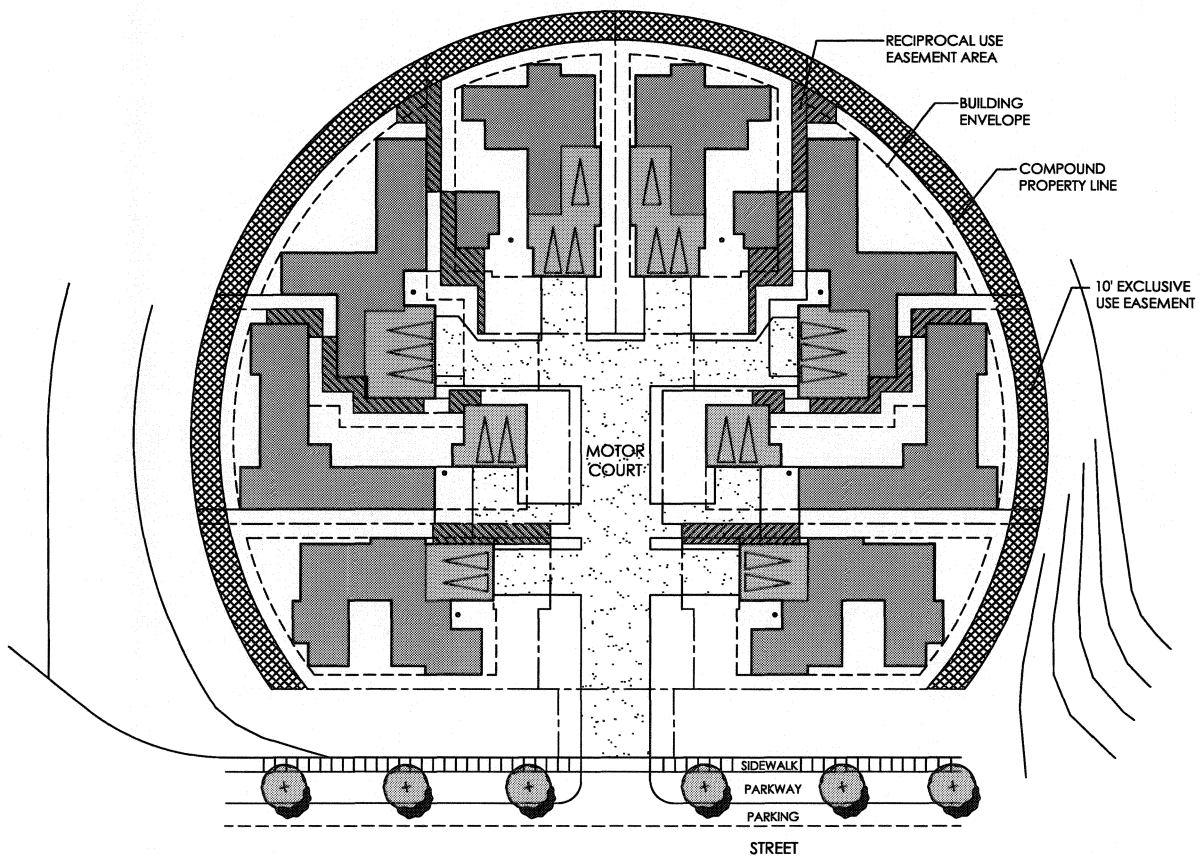 RECIPROCAL USE
EASEMENT AREA
BUILDING
ENVELOPE
COMPOUND
PROPERTY LINE
10' EXCLUSIVE
USE EASEMENT
MOTOR
COURT
SIDEWALK
PARKWAY
PARKING
STREET